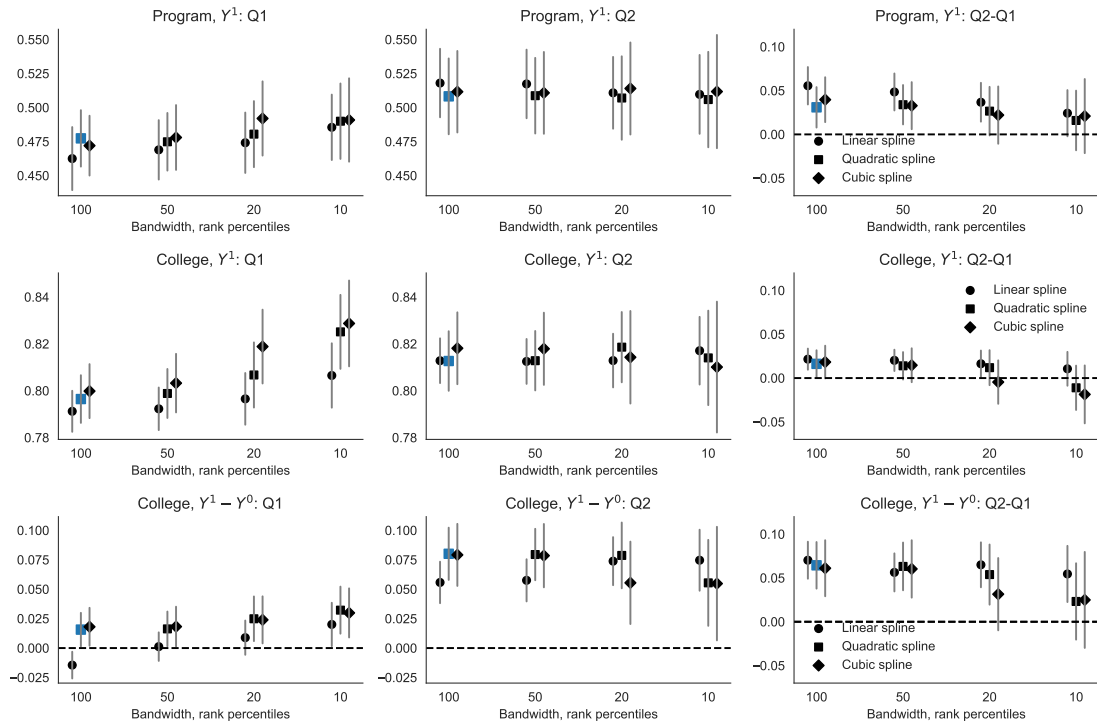 Program, Y¹: Q1
0.550
0.525
0.500
0.475
0.450
100 50 20 10
Bandwidth, rank percentiles
Program, Y¹: Q2
0.550
0.525
0.500
0.475
0.450
100 50 20 10
Bandwidth, rank percentiles
Program, Y¹: Q2-Q1
0.10
0.05
0.00
−0.05
Linear spline
Quadratic spline
Cubic spline
100 50 20 10
Bandwidth, rank percentiles
College, Y¹: Q1
0.84
0.82
0.80
0.78
100 50 20 10
Bandwidth, rank percentiles
College, Y¹: Q2
0.84
0.82
0.80
0.78
100 50 20 10
Bandwidth, rank percentiles
College, Y¹: Q2-Q1
0.10
0.05
0.00
−0.05
Linear spline
Quadratic spline
Cubic spline
100 50 20 10
Bandwidth, rank percentiles
College, Y¹ − Y⁰: Q1
0.100
0.075
0.050
0.025
0.000
−0.025
100 50 20 10
Bandwidth, rank percentiles
College, Y¹ − Y⁰: Q2
0.100
0.075
0.050
0.025
0.000
−0.025
100 50 20 10
Bandwidth, rank percentiles
College, Y¹ − Y⁰: Q2-Q1
0.10
0.05
0.00
−0.05
Linear spline
Quadratic spline
Cubic spline
100 50 20 10
Bandwidth, rank percentiles